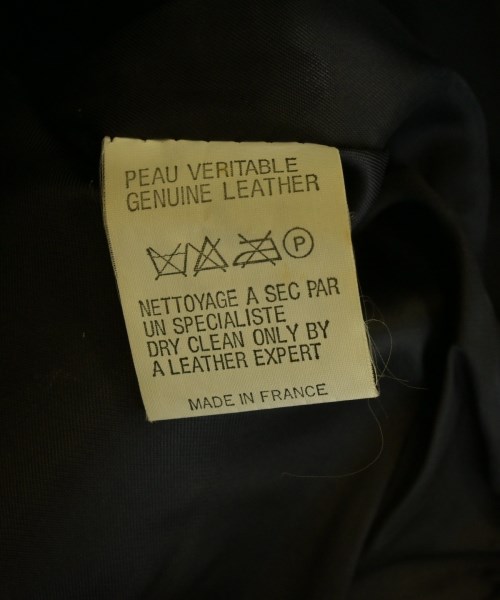 PEAU VERITABLE
GENUINE LEATHER
P
NETTOYAGE A SEC PAR
UN SPECIALISTE
DRY CLEAN ONLY BY
A LEATHER EXPERT
MADE IN FRANCE